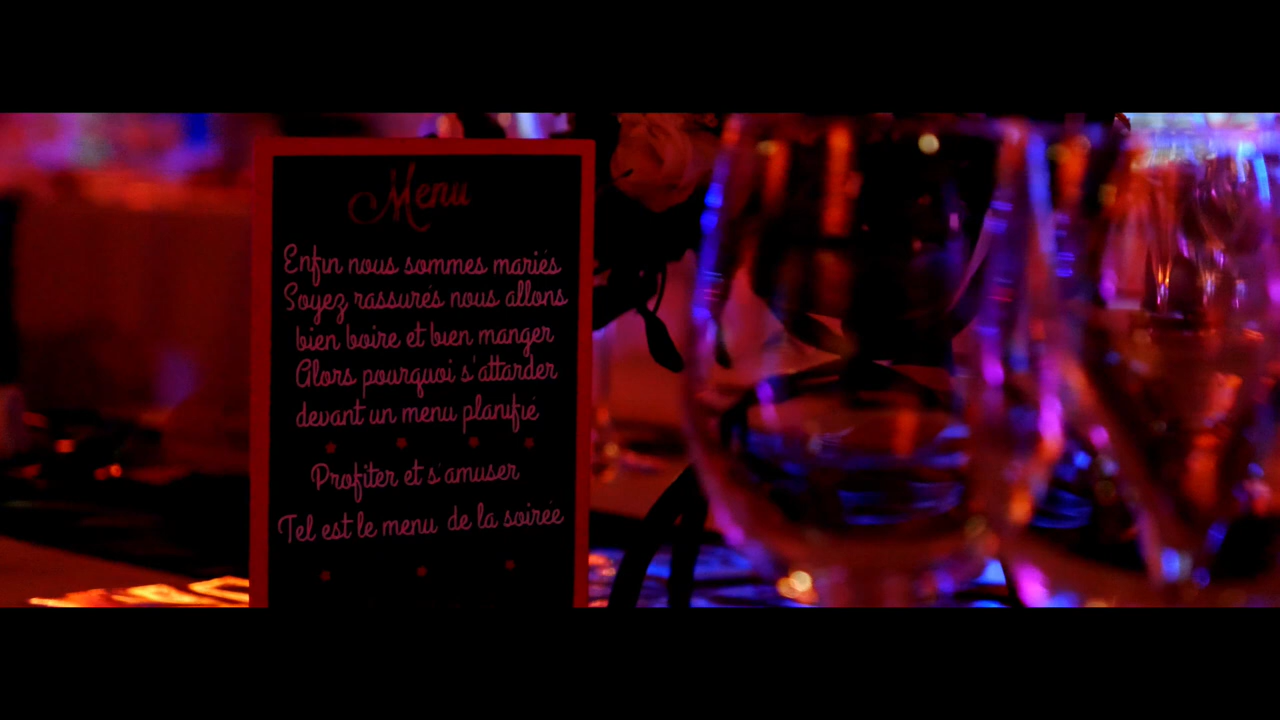 Menu
Enfin nous sommes mariés
Soyez rassurés nous allons
bien boire et bien manger
Alors pourquoi s'attarder
devant un menu planifié
Profiter et s'amuser
Tel est le menu de la soirée